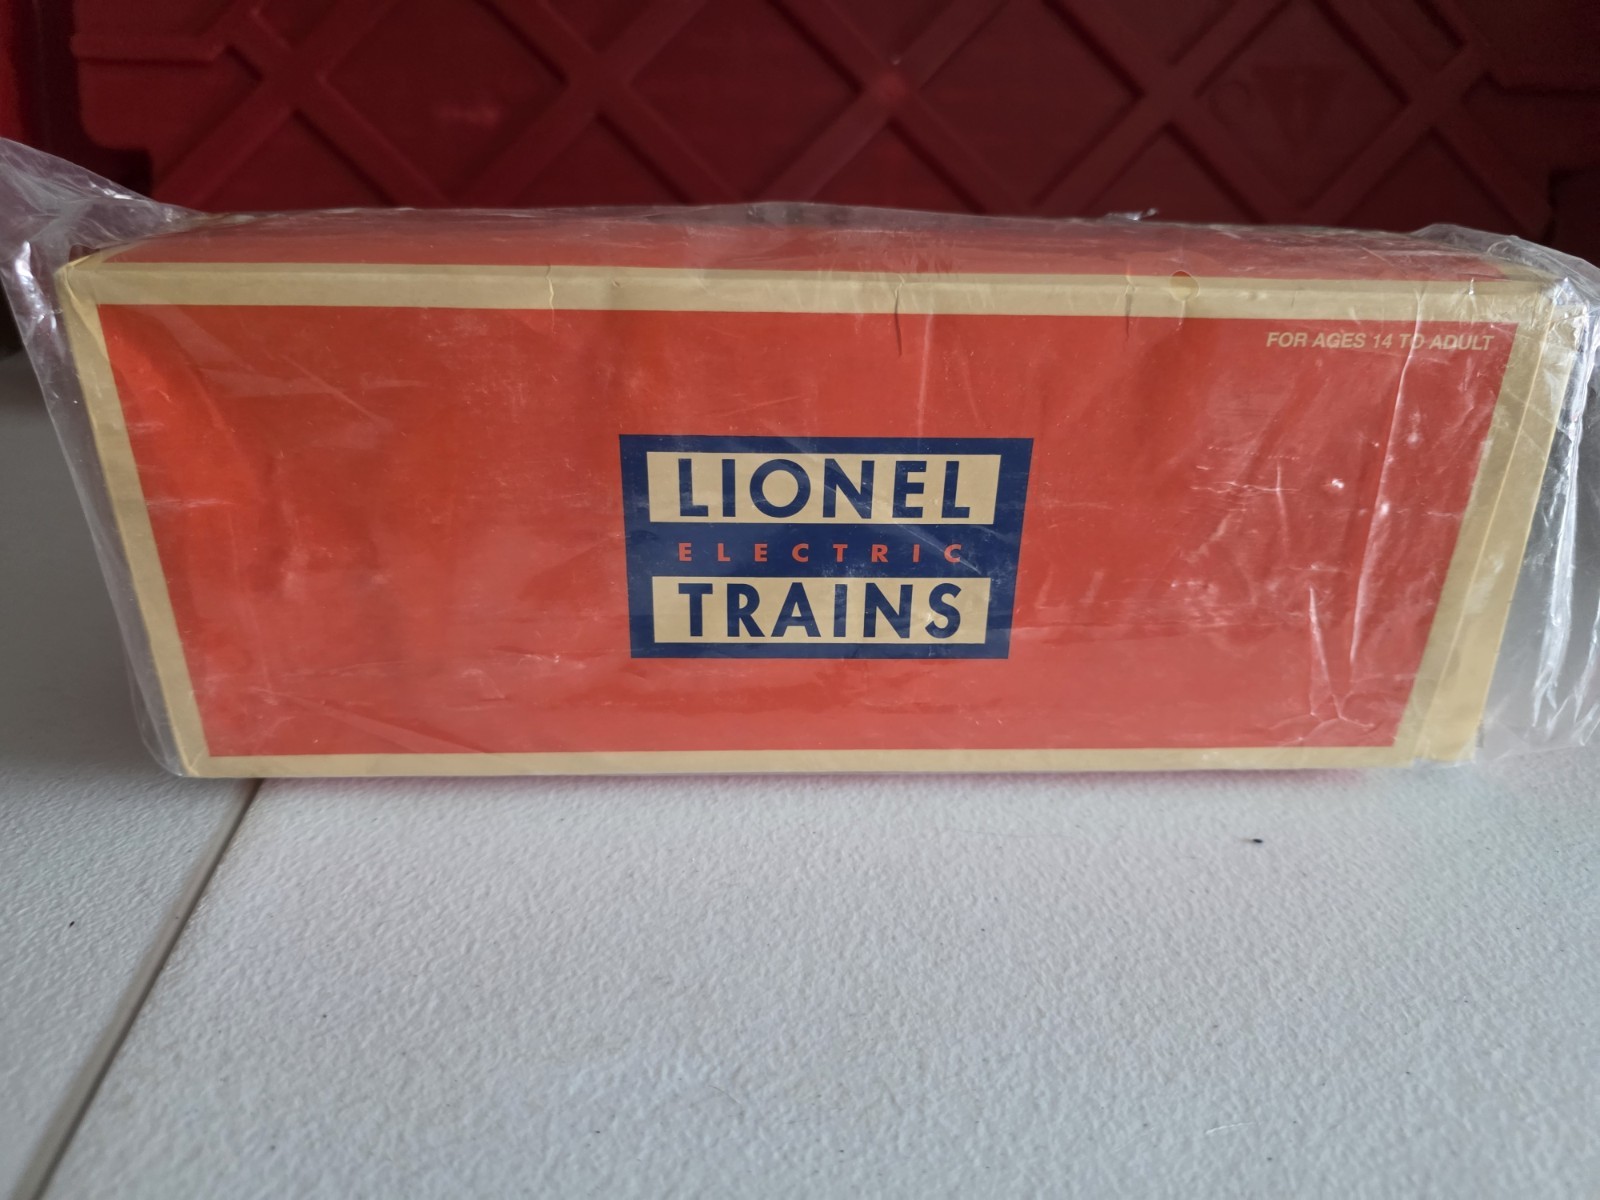 FOR AGES 14 TO ADULT
LIONEL
ELECTRIC
TRAINS